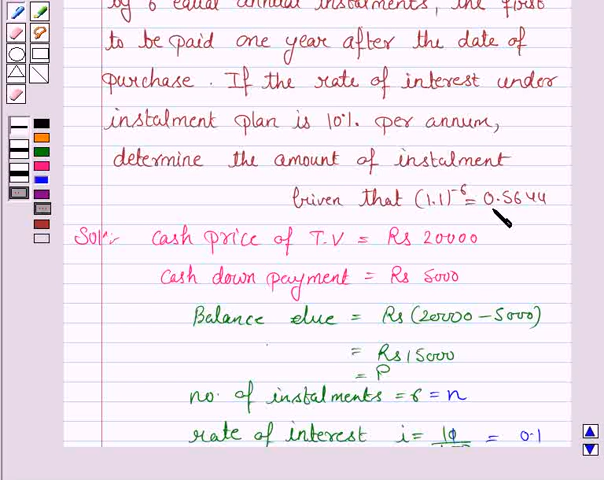 by 6 equal annual instalments, the first
to be paid one year after the date of
purchase. If the rate of interest under
instalment plan is 10%. per annum,
determine the amount of instalment
Given that (1.1)⁻⁶ = 0.5644
Sol:- Cash price of T.V = Rs 20000
Cash down payment = Rs 5000
Balance due = Rs (20000 - 5000)
= Rs 15000
= P
no. of instalments = 6 = n
rate of interest i = 10 = 0.1